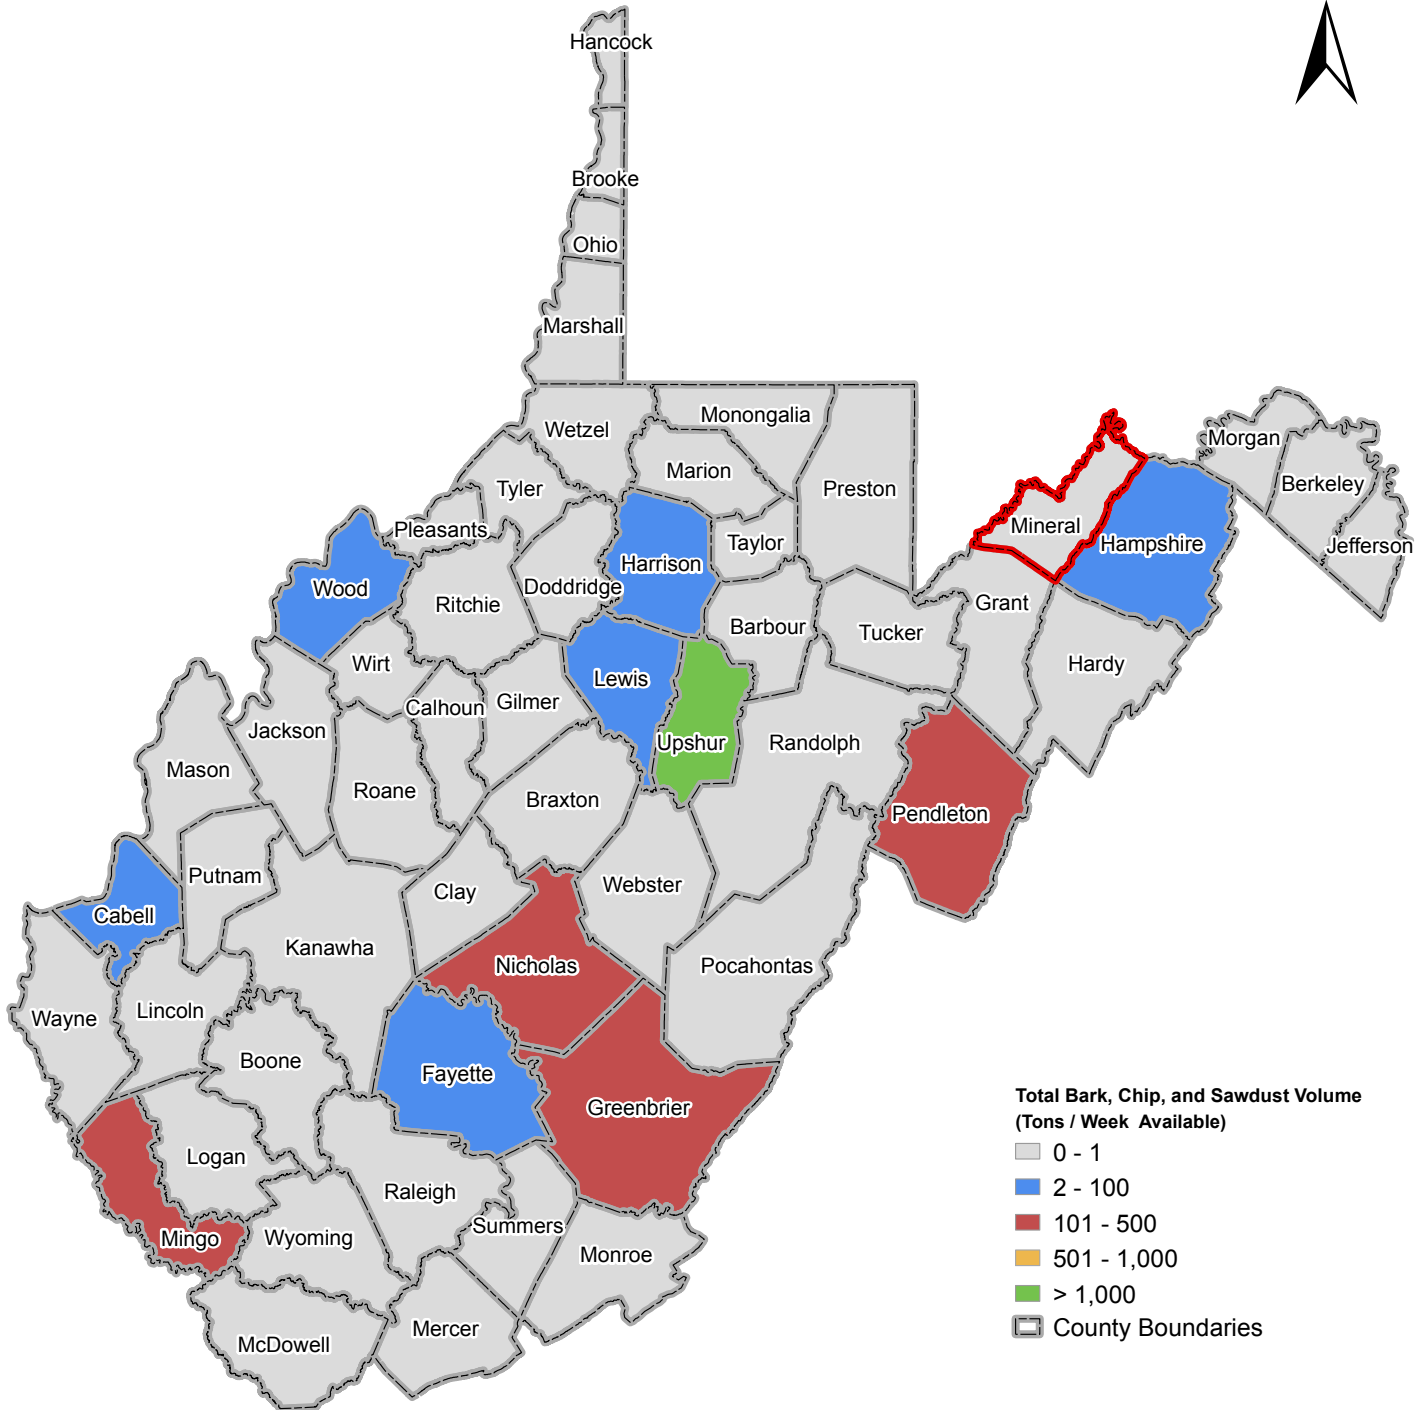 Hancock
Brooke
Ohio
Marshall
Wetzel
Monongalia
Marion
Preston
Tyler
Pleasants
Taylor
Harrison
Doddridge
Wood
Ritchie
Barbour
Tucker
Wirt
Lewis
Gilmer
Calhoun
Jackson
Upshur
Randolph
Mason
Roane
Braxton
Putnam
Clay
Webster
Cabell
Kanawha
Nicholas
Pocahontas
Wayne
Lincoln
Boone
Fayette
Greenbrier
Logan
Raleigh
Summers
Mingo
Wyoming
Monroe
Mercer
McDowell
Morgan
Berkeley
Jefferson
Mineral
Hampshire
Grant
Hardy
Pendleton
Total Bark, Chip, and Sawdust Volume
(Tons / Week Available)
0 - 1
2 - 100
101 - 500
501 - 1,000
> 1,000
County Boundaries